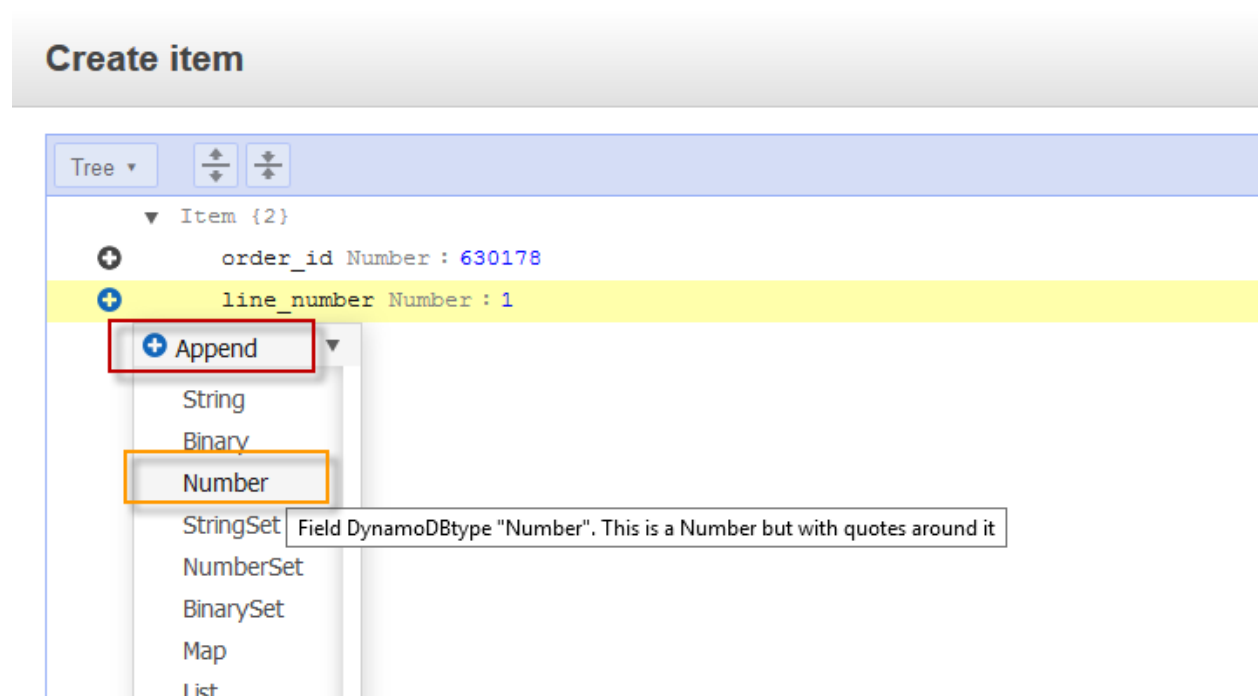 Create item
Tree ▼
▼ Item {2}
order_id Number : 630178
line_number Number : 1
Append ▼
String
Binary
Number
StringSet
Field DynamoDBtype "Number". This is a Number but with quotes around it
NumberSet
BinarySet
Map
List